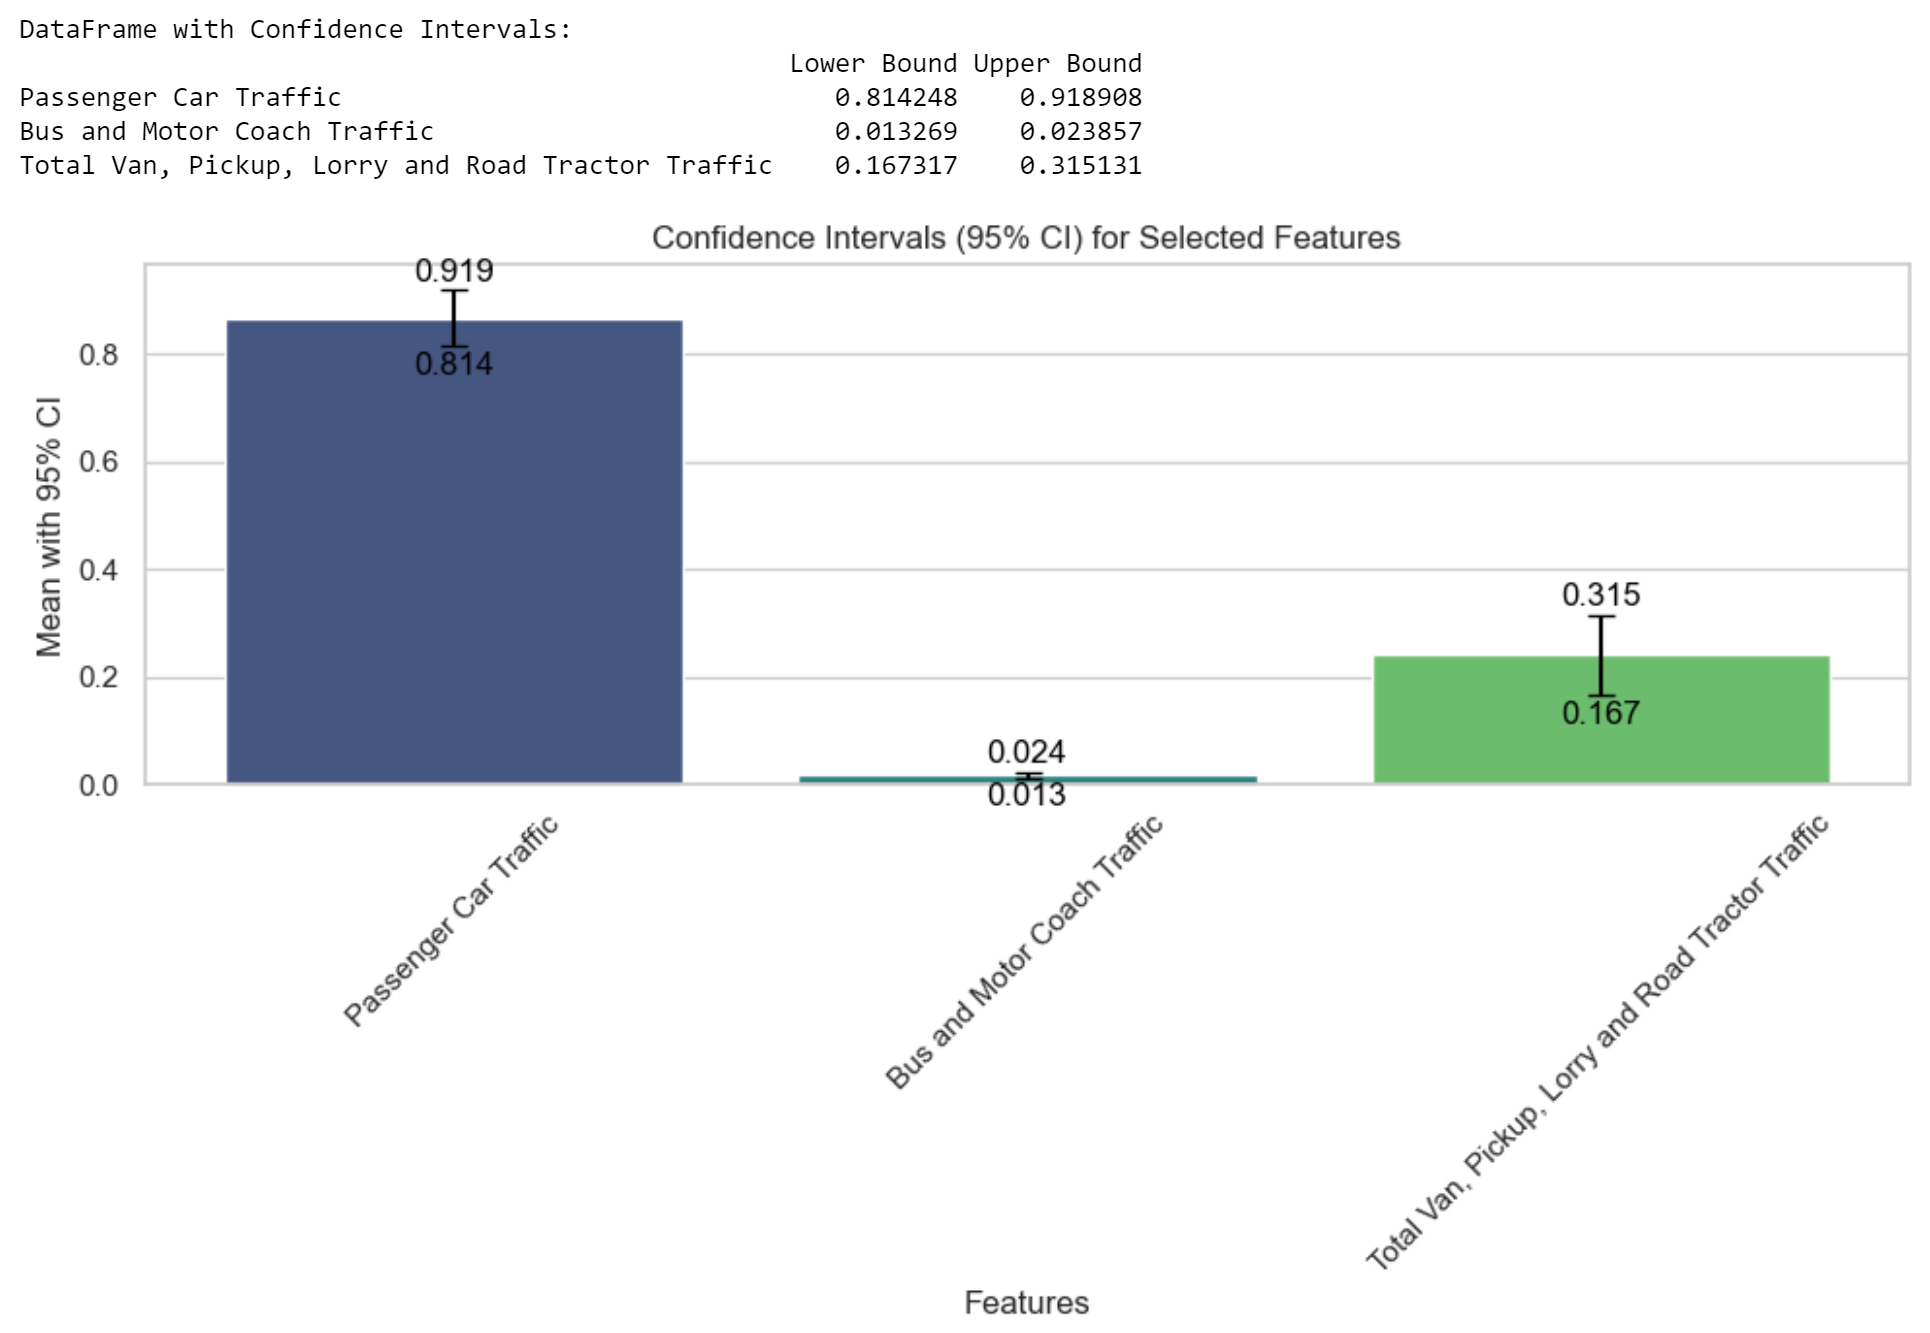 DataFrame with Confidence Intervals:
Lower Bound Upper Bound
Passenger Car Traffic 0.814248 0.918908
Bus and Motor Coach Traffic 0.013269 0.023857
Total Van, Pickup, Lorry and Road Tractor Traffic 0.167317 0.315131
Confidence Intervals (95% CI) for Selected Features
0.919
0.814
0.8
0.6
0.4
0.2
0.0
Mean with 95% CI
0.024
0.013
0.315
0.167
Passenger Car Traffic
Bus and Motor Coach Traffic
Total Van, Pickup, Lorry and Road Tractor Traffic
Features